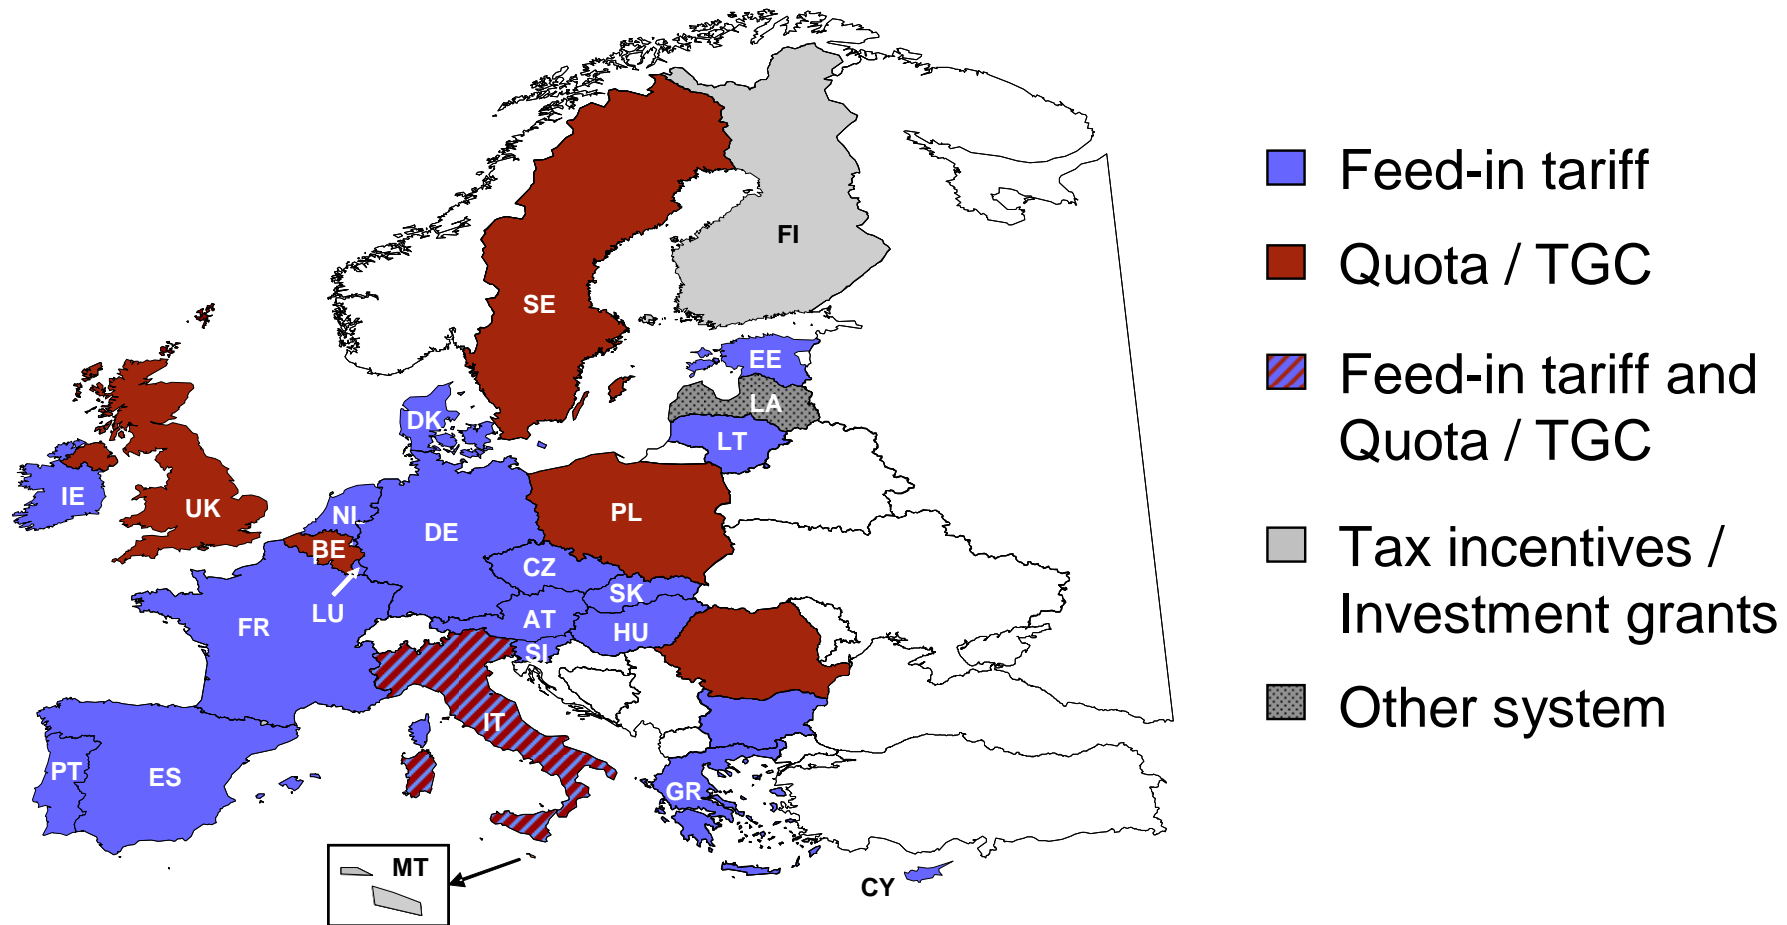 FI
SE
EE
LA
DK
LT
IE
UK
NI
PL
DE
BE
CZ
SK
LU
AT
FR
HU
SI
IT
PT
ES
GR
MT
CY
Feed-in tariff
Quota / TGC
Feed-in tariff and
Quota / TGC
Tax incentives /
Investment grants
Other system